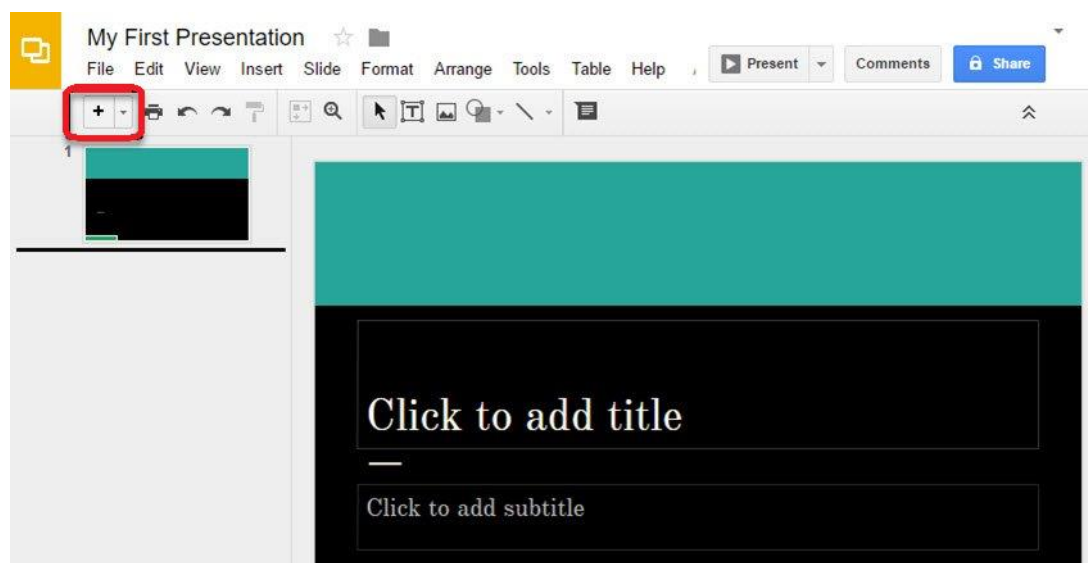 My First Presentation
File Edit View Insert Slide Format Arrange Tools Table Help
Present
Comments
Share
1
Click to add title
Click to add subtitle